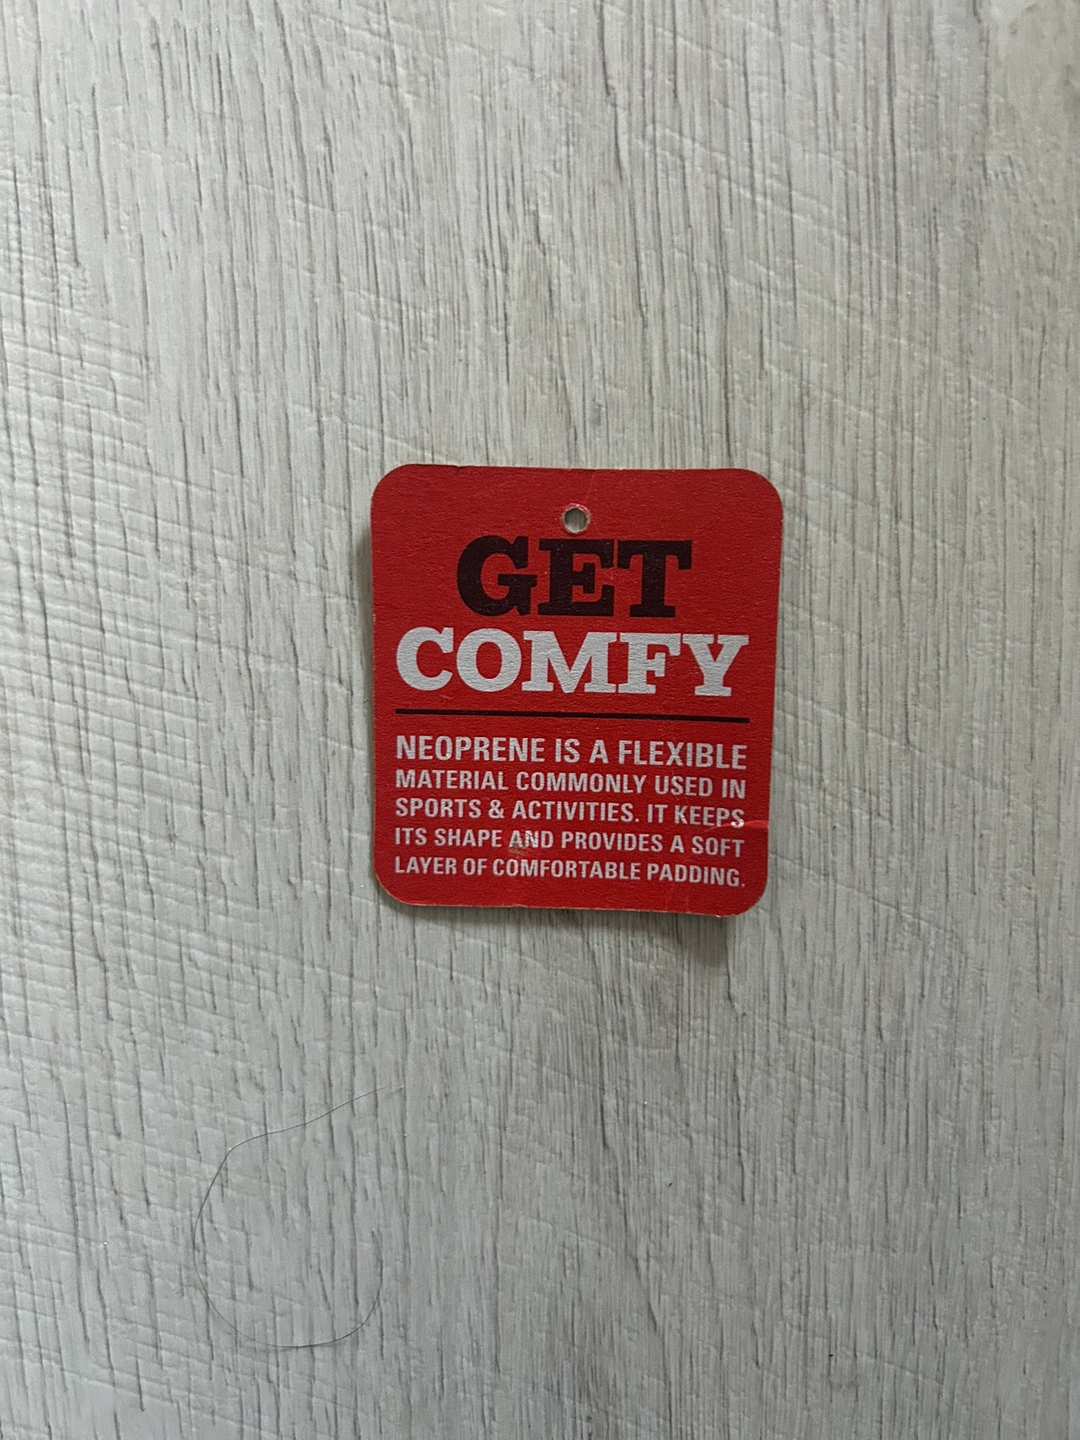 GET
COMFY
NEOPRENE IS A FLEXIBLE
MATERIAL COMMONLY USED IN
SPORTS & ACTIVITIES. IT KEEPS
ITS SHAPE AND PROVIDES A SOFT
LAYER OF COMFORTABLE PADDING.